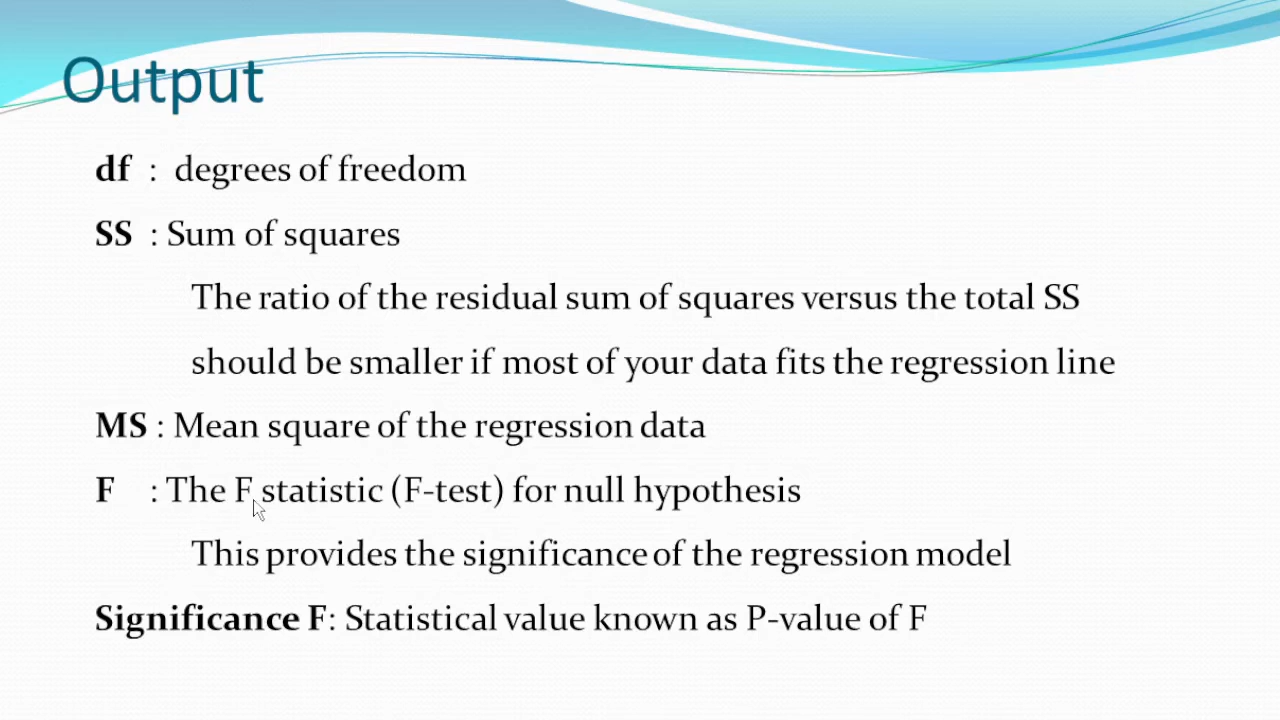 Output
df : degrees of freedom
SS : Sum of squares
The ratio of the residual sum of squares versus the total SS
should be smaller if most of your data fits the regression line
MS : Mean square of the regression data
F : The F statistic (F-test) for null hypothesis
This provides the significance of the regression model
Significance F: Statistical value known as P-value of F